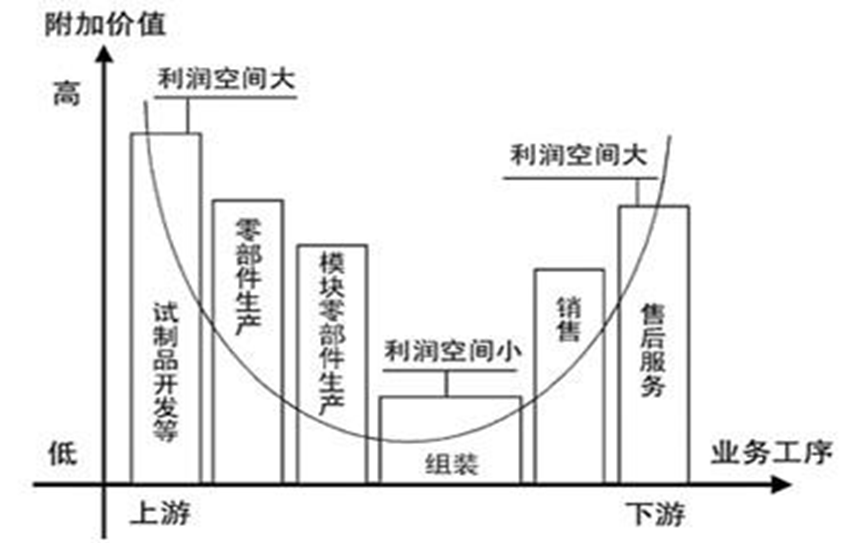 附加价值
高
利润空间大
利润空间大
零部件生产
模块零部件生产
试制品开发等
销售
售后服务
利润空间小
组装
低
业务工序
上游
下游